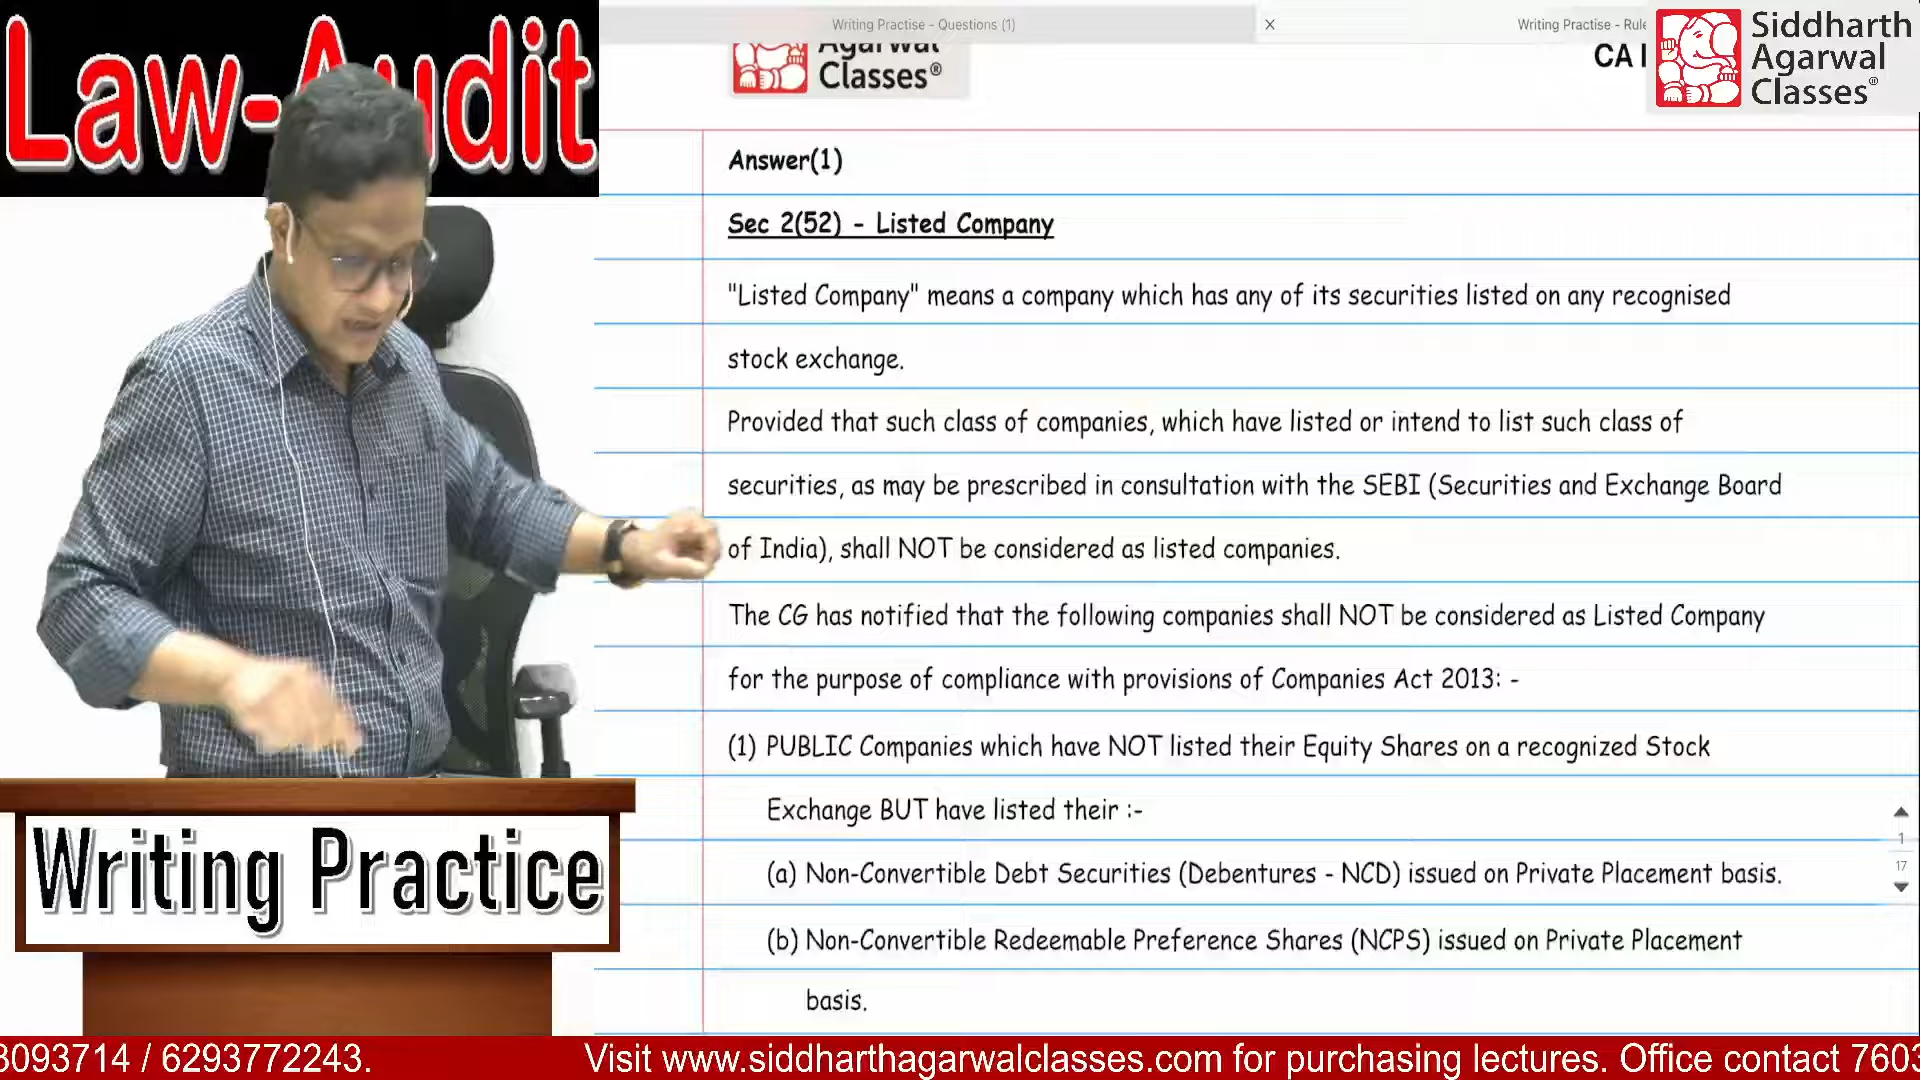 Law-Audit
Writing Practise - Questions (1)
Writing Practise - Rule
Agarwal
Classes®
CA I
Siddharth
Agarwal
Classes®
Answer(1)
Sec 2(52) - Listed Company
"Listed Company" means a company which has any of its securities listed on any recognised
stock exchange.
Provided that such class of companies, which have listed or intend to list such class of
securities, as may be prescribed in consultation with the SEBI (Securities and Exchange Board
of India), shall NOT be considered as listed companies.
The CG has notified that the following companies shall NOT be considered as Listed Company
for the purpose of compliance with provisions of Companies Act 2013: -
(1) PUBLIC Companies which have NOT listed their Equity Shares on a recognized Stock
Exchange BUT have listed their :-
(a) Non-Convertible Debt Securities (Debentures - NCD) issued on Private Placement basis.
(b) Non-Convertible Redeemable Preference Shares (NCPS) issued on Private Placement
basis.
1
17
Writing Practice
3093714 / 6293772243. Visit www.siddharthagarwalclasses.com for purchasing lectures. Office contact 7603